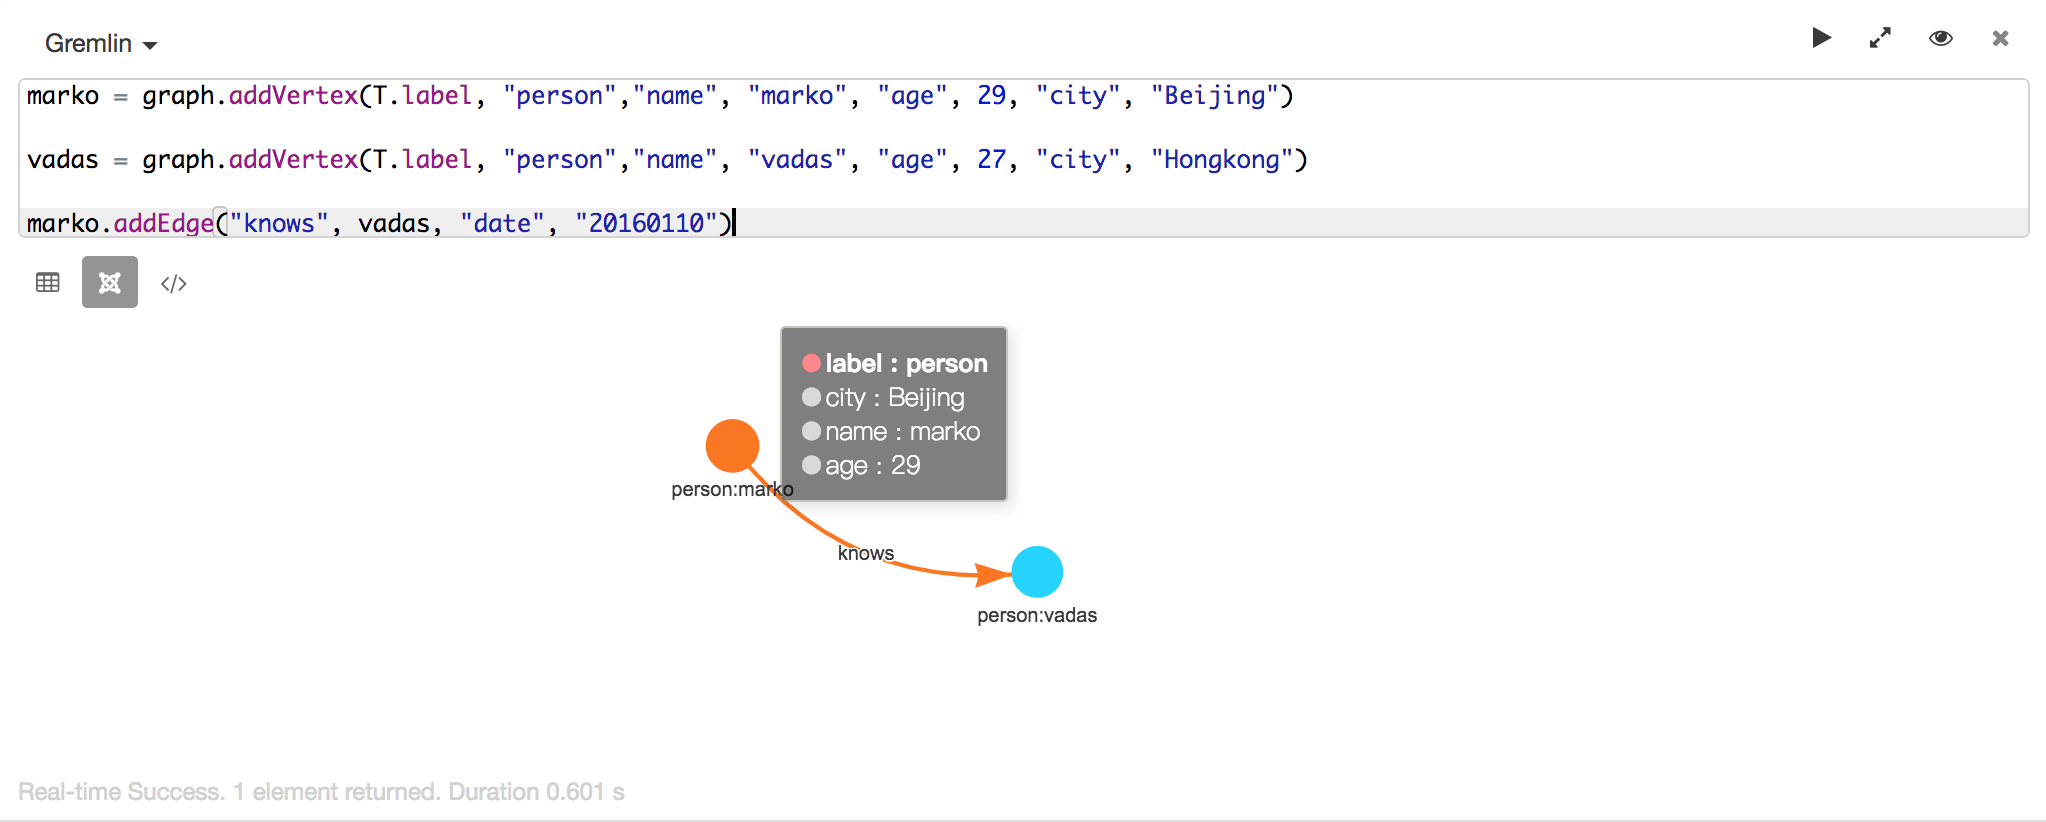 Gremlin
marko = graph.addVertex(T.label, "person","name", "marko", "age", 29, "city", "Beijing")
vadas = graph.addVertex(T.label, "person","name", "vadas", "age", 27, "city", "Hongkong")
marko.addEdge("knows", vadas, "date", "20160110")
</>
label : person
city : Beijing
name : marko
age : 29
person:marko
knows
person:vadas
Real-time Success. 1 element returned. Duration 0.601 s